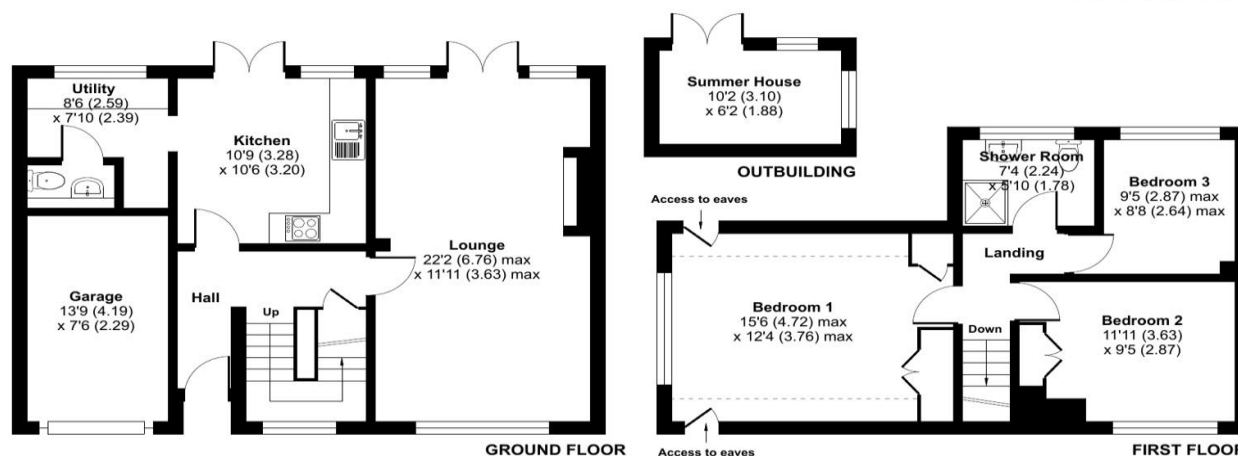 Utility
8'6 (2.59)
x 7'10 (2.39)
Kitchen
10'9 (3.28)
x 10'6 (3.20)
Lounge
22'2 (6.76) max
x 11'11 (3.63) max
Garage
13'9 (4.19)
x 7'6 (2.29)
Hall
Up
GROUND FLOOR
Summer House
10'2 (3.10)
x 6'2 (1.88)
OUTBUILDING
Access to eaves
Shower Room
7'4 (2.24)
x 5'10 (1.78)
Bedroom 3
9'5 (2.87) max
x 8'8 (2.64) max
Landing
Bedroom 1
15'6 (4.72) max
x 12'4 (3.76) max
Down
Bedroom 2
11'11 (3.63)
x 9'5 (2.87)
Access to eaves
FIRST FLOOR